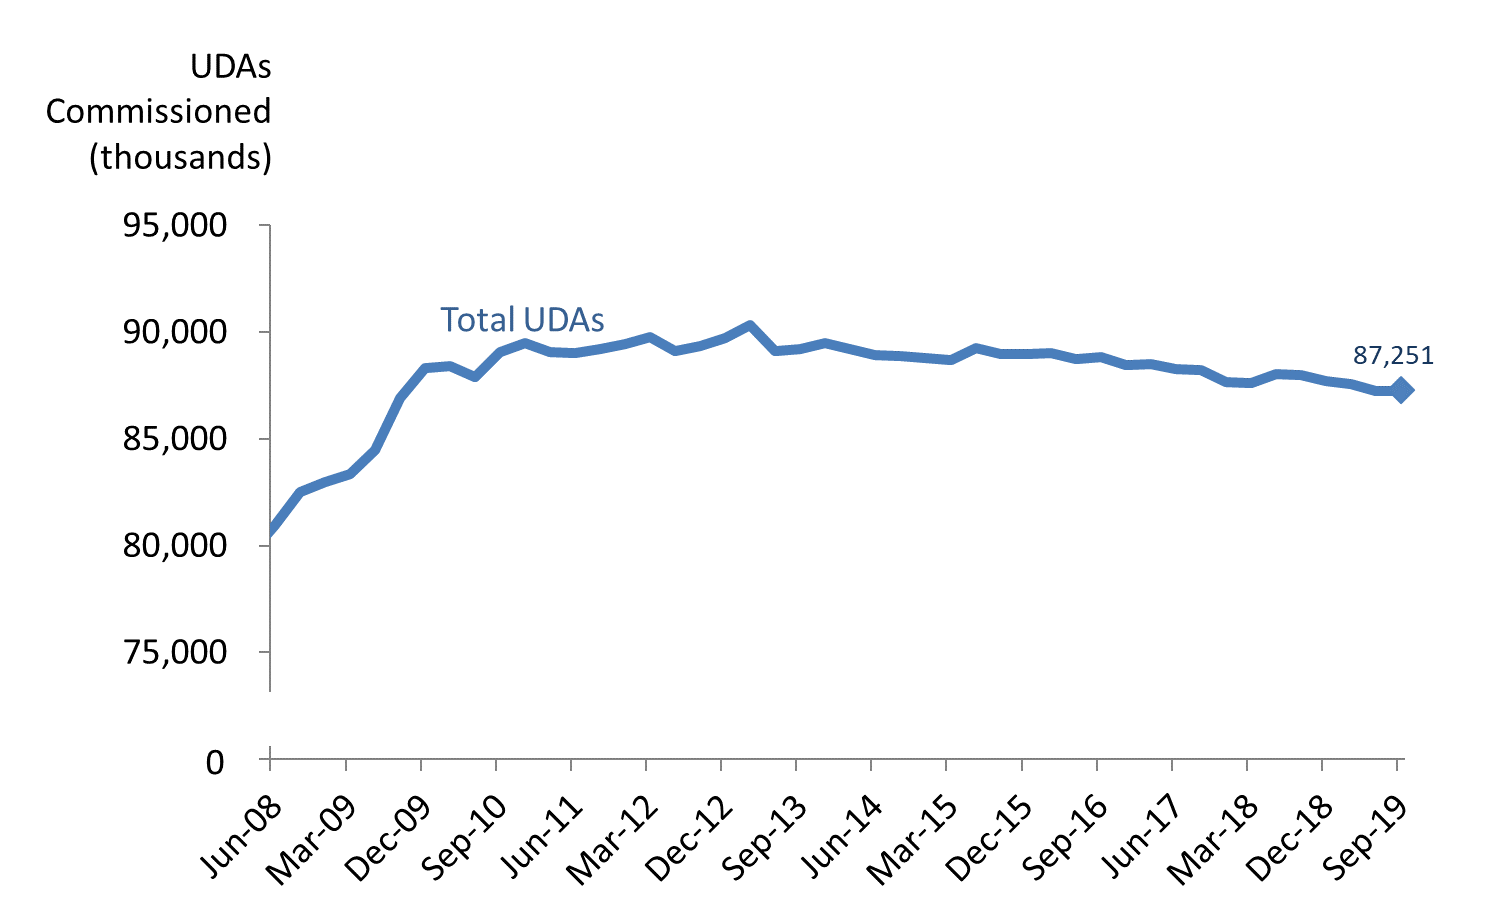 UDAs
Commissioned
(thousands)
95,000
90,000
85,000
80,000
75,000
0
Total UDAs
87,251
Jun-08
Mar-09
Dec-09
Sep-10
Jun-11
Mar-12
Dec-12
Sep-13
Jun-14
Mar-15
Dec-15
Sep-16
Jun-17
Mar-18
Dec-18
Sep-19